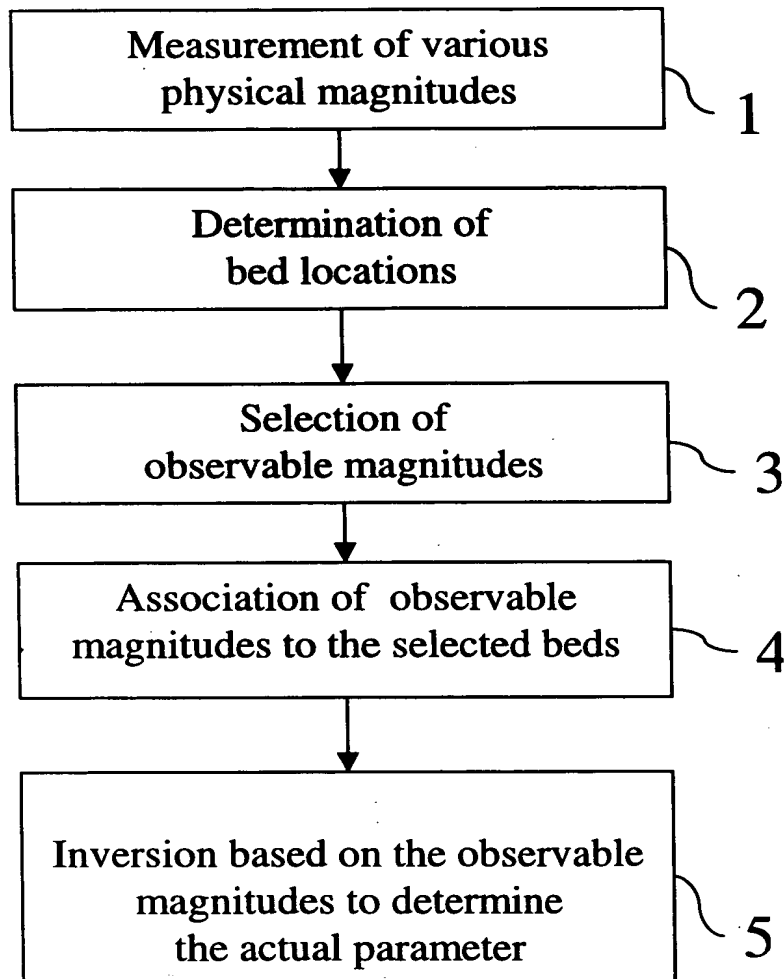 Measurement of various
physical magnitudes
1
Determination of
bed locations
2
Selection of
observable magnitudes
3
Association of observable
magnitudes to the selected beds
4
Inversion based on the observable
magnitudes to determine
the actual parameter
5